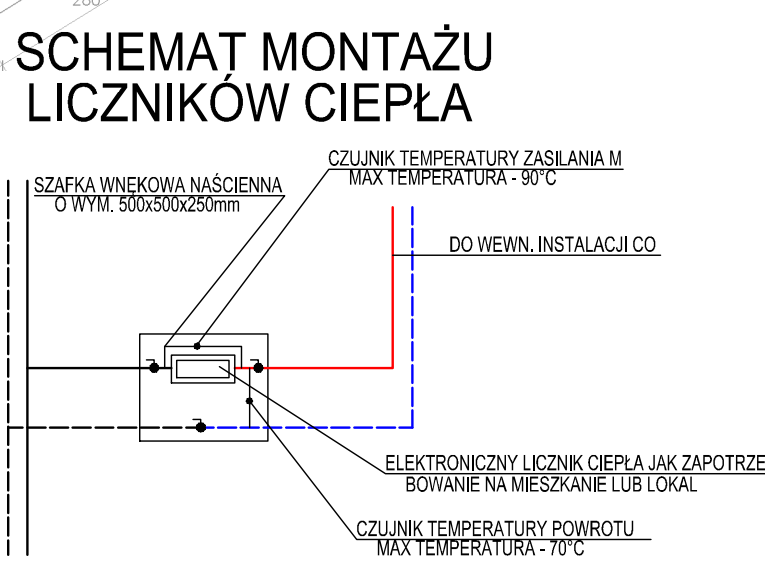 280
SCHEMAT MONTAŻU
LICZNIKÓW CIEPŁA
CZUJNIK TEMPERATURY ZASILANIA M
MAX TEMPERATURA - 90°C
SZAFKA WNĘKOWA NAŚCIENNA
O WYM. 500x500x250mm
DO WEWN. INSTALACJI CO
ELEKTRONICZNY LICZNIK CIEPŁA JAK ZAPOTRZE
BOWANIE NA MIESZKANIE LUB LOKAL
CZUJNIK TEMPERATURY POWROTU
MAX TEMPERATURA - 70°C